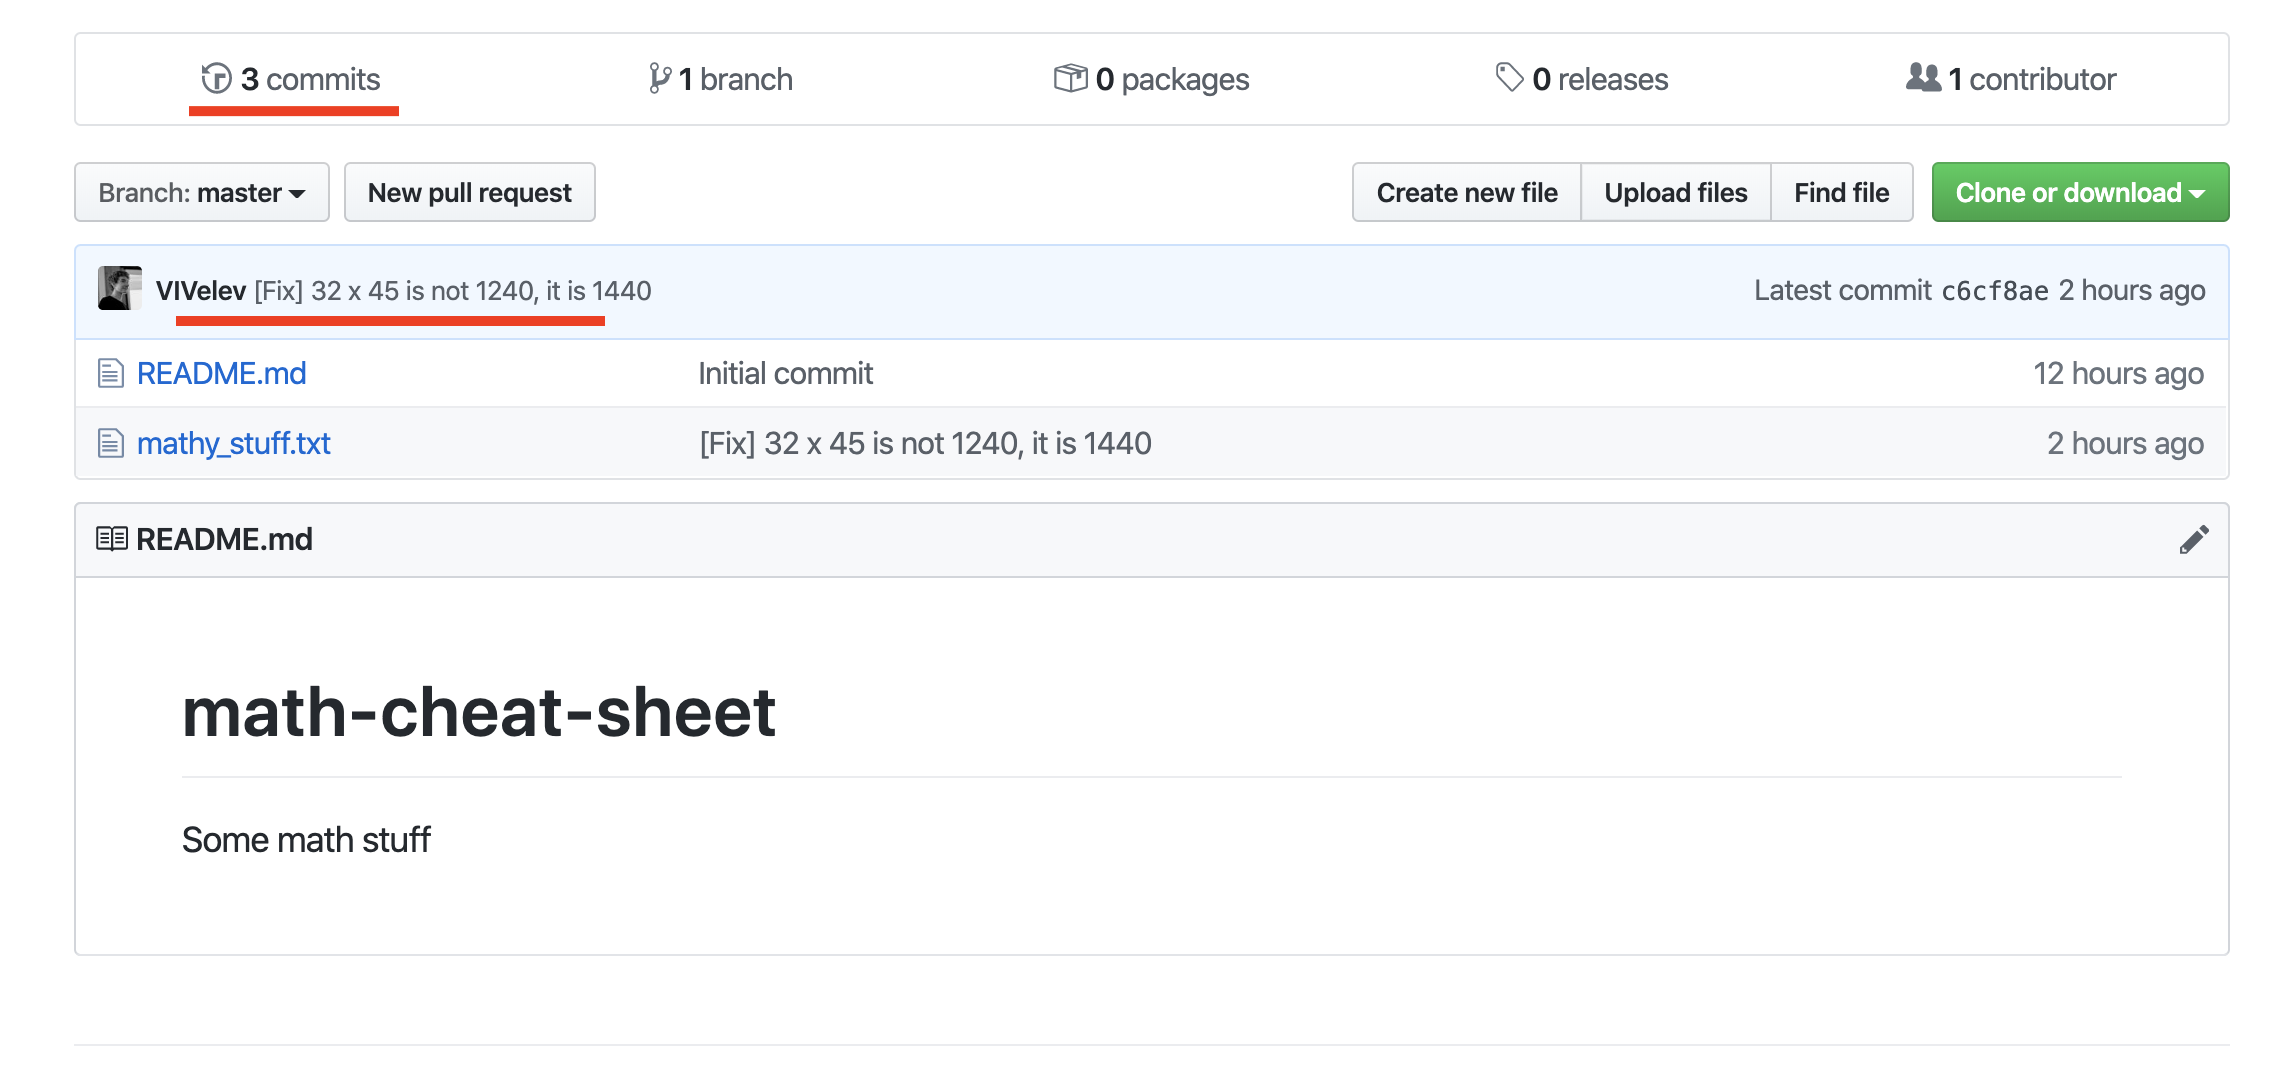 3 commits 1 branch 0 packages 0 releases 1 contributor
Branch: master New pull request Create new file Upload files Find file Clone or download
VIVelev [Fix] 32 x 45 is not 1240, it is 1440 Latest commit c6cf8ae 2 hours ago
README.md Initial commit 12 hours ago
mathy_stuff.txt [Fix] 32 x 45 is not 1240, it is 1440 2 hours ago
README.md
math-cheat-sheet
Some math stuff